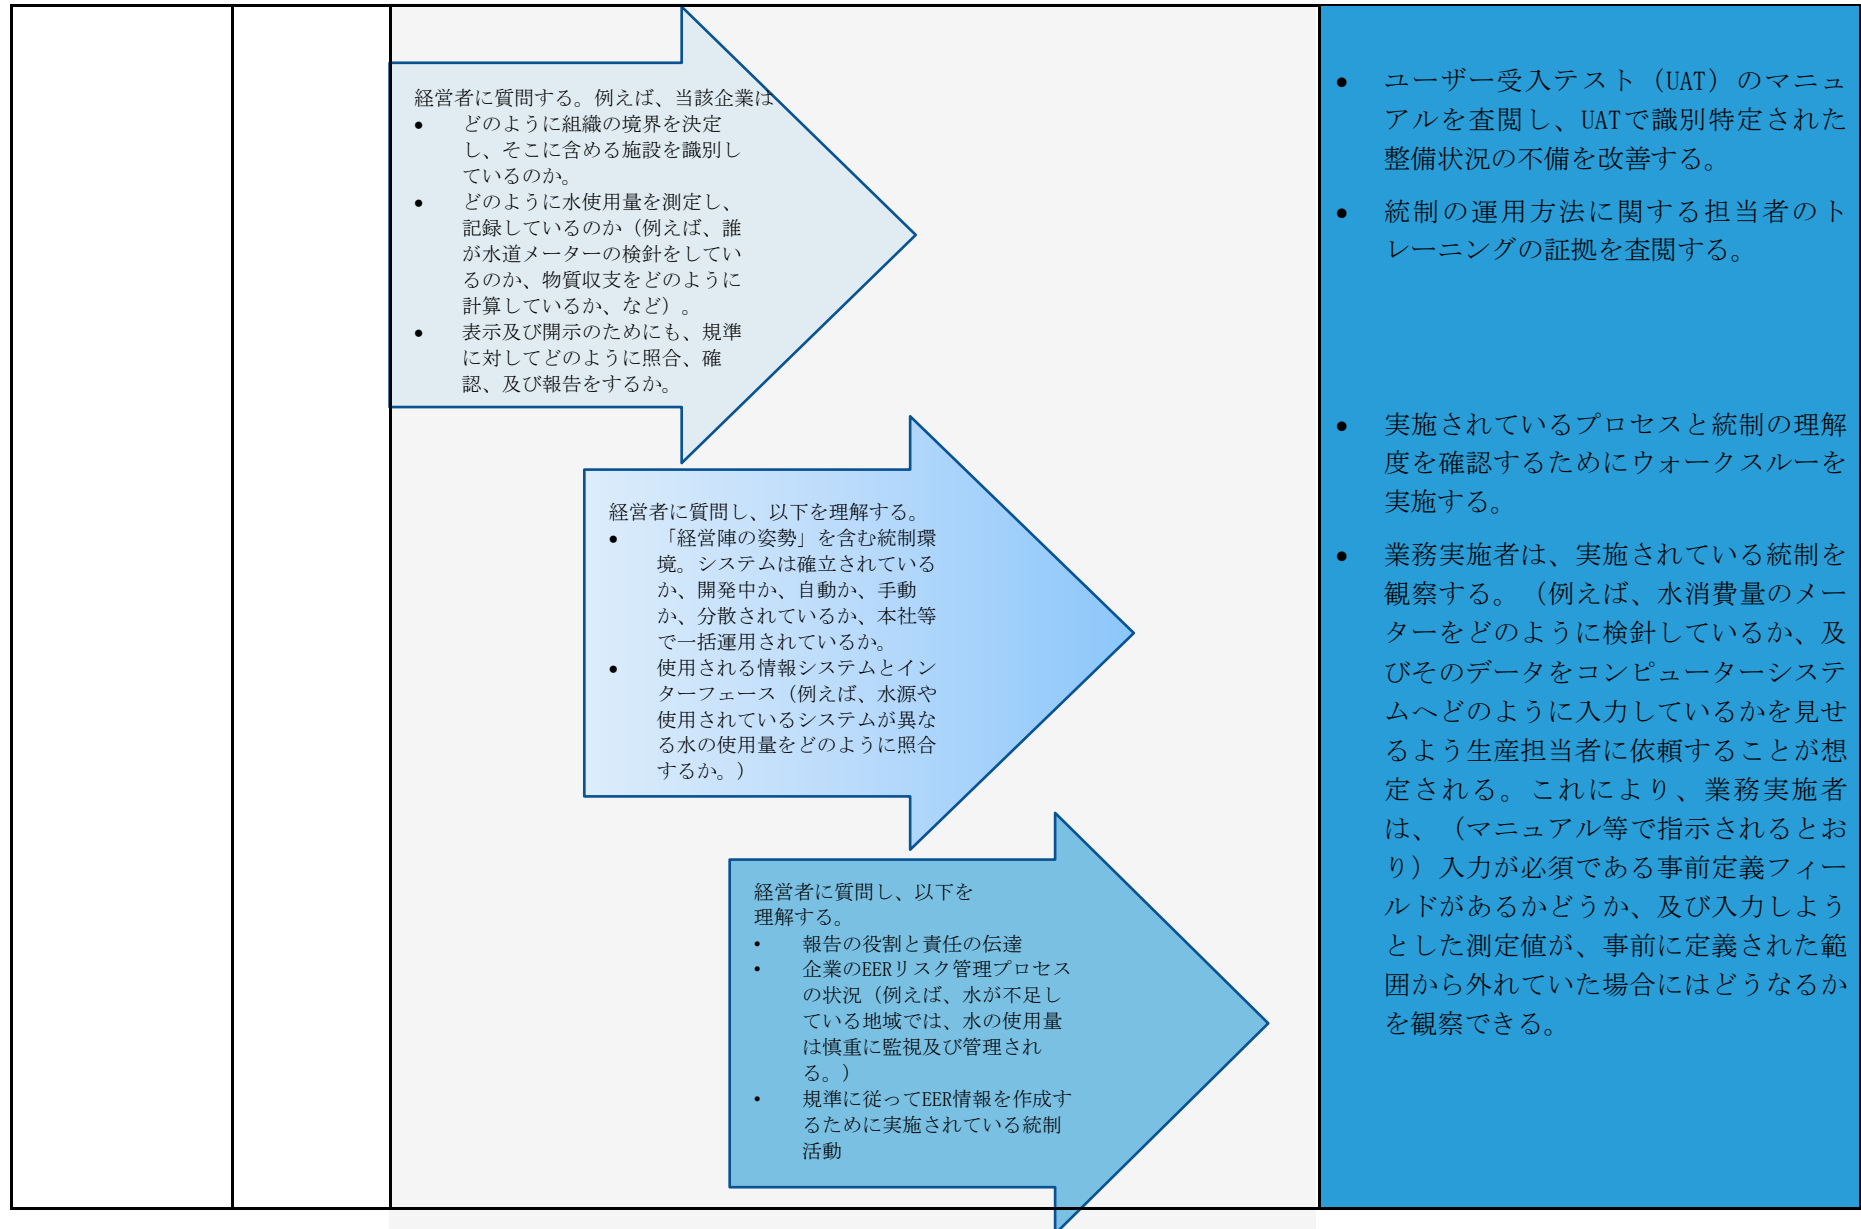 経営者に質問する。例えば、当該企業は
• どのように組織の境界を決定
し、そこに含める施設を識別し
ているのか。
• どのように水使用量を測定し、
記録しているのか（例えば、誰
が水道メーターの検針をしてい
るのか、物質収支をどのように
計算しているか、など）。
• 表示及び開示のためにも、規準
に対してどのように照合、確
認、及び報告をするか。
経営者に質問し、以下を理解する。
• 「経営陣の姿勢」を含む統制環
境。システムは確立されている
か、開発中か、自動か、手動
か、分散されているか、本社等
で一括運用されているか。
• 使用される情報システムとイン
ターフェース（例えば、水源や
使用されているシステムが異な
る水の使用量をどのように照合
するか。）
経営者に質問し、以下を
理解する。
• 報告の役割と責任の伝達
• 企業のEERリスク管理プロセス
の状況（例えば、水が不足し
ている地域では、水の使用量
は慎重に監視及び管理され
る。）
• 規準に従ってEER情報を作成す
るために実施されている統制
活動
• ユーザー受入テスト（UAT）のマニュ
アルを査閲し、UATで識別特定された
整備状況の不備を改善する。
• 統制の運用方法に関する担当者のト
レーニングの証拠を査閲する。
• 実施されているプロセスと統制の理解
度を確認するためにウォークスルーを
実施する。
• 業務実施者は、実施されている統制を
観察する。（例えば、水消費量のメー
ターをどのように検針しているか、及
びそのデータをコンピューターシステ
ムへどのように入力しているかを見せ
るよう生産担当者に依頼することが想
定される。これにより、業務実施者
は、（マニュアル等で指示されるとお
り）入力が必須である事前定義フィー
ルドがあるかどうか、及び入力しよう
とした測定値が、事前に定義された範
囲から外れていた場合にはどうなるか
を観察できる。